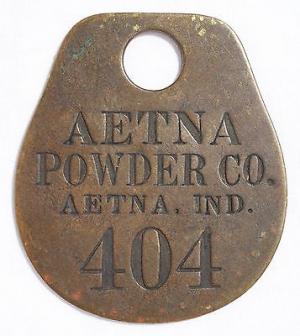 AETNA
POWDER CO.
AETNA, IND.
404